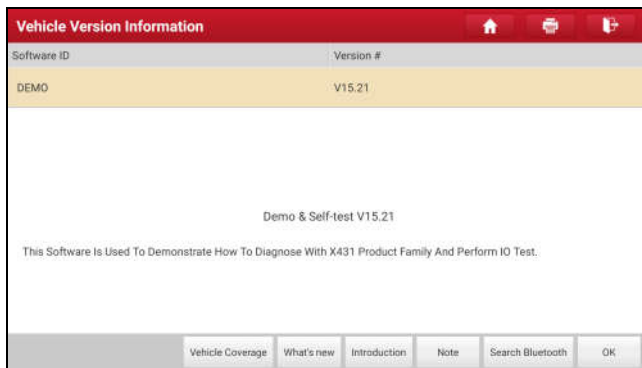 Vehicle Version Information
Software ID Version #
DEMO V15.21
Demo & Self-test V15.21
This Software Is Used To Demonstrate How To Diagnose With X431 Product Family And Perform IO Test.
Vehicle Coverage What's new Introduction Note Search Bluetooth OK